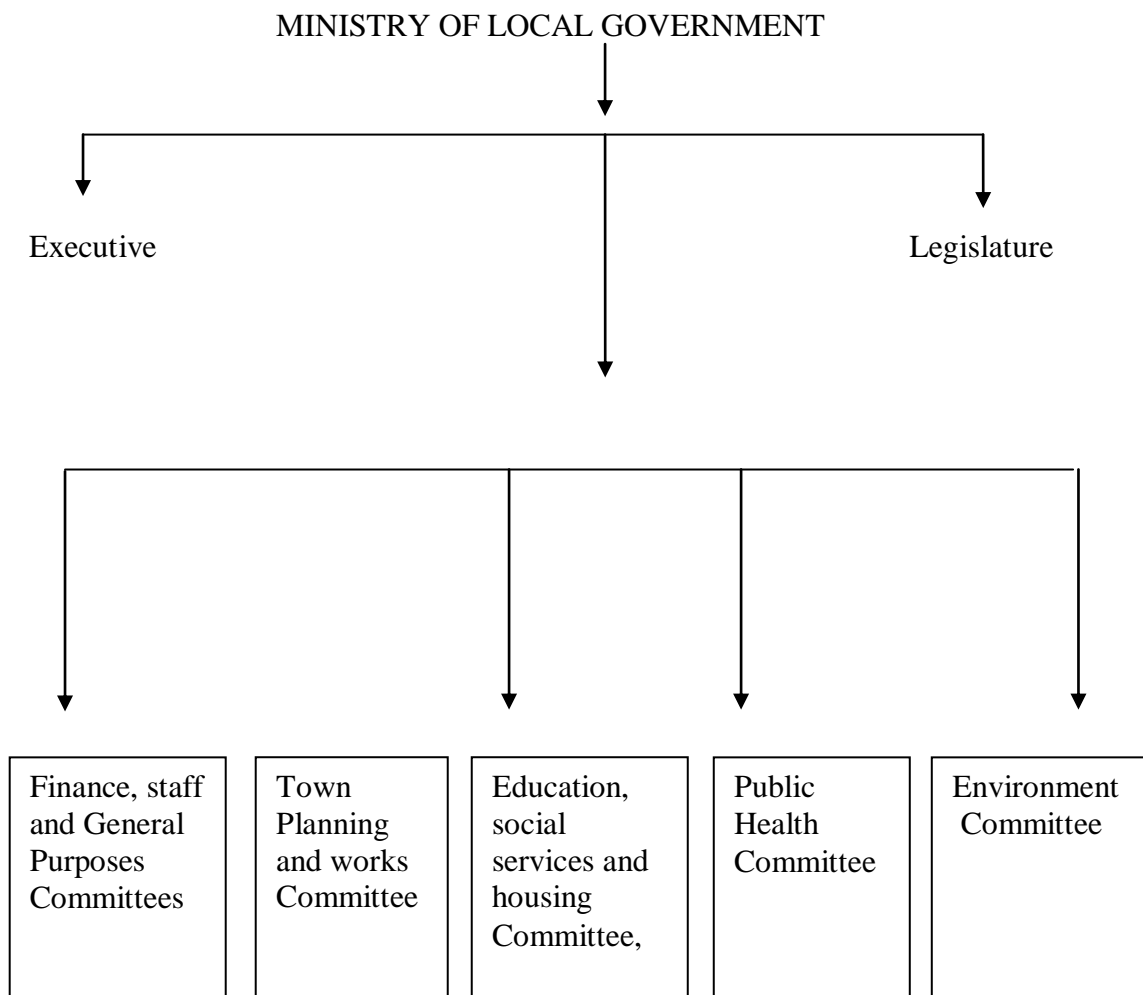 MINISTRY OF LOCAL GOVERNMENT
Executive
Legislature
Finance, staff
and General
Purposes
Committees
Town
Planning
and works
Committee
Education,
social
services and
housing
Committee,
Public
Health
Committee
Environment
Committee